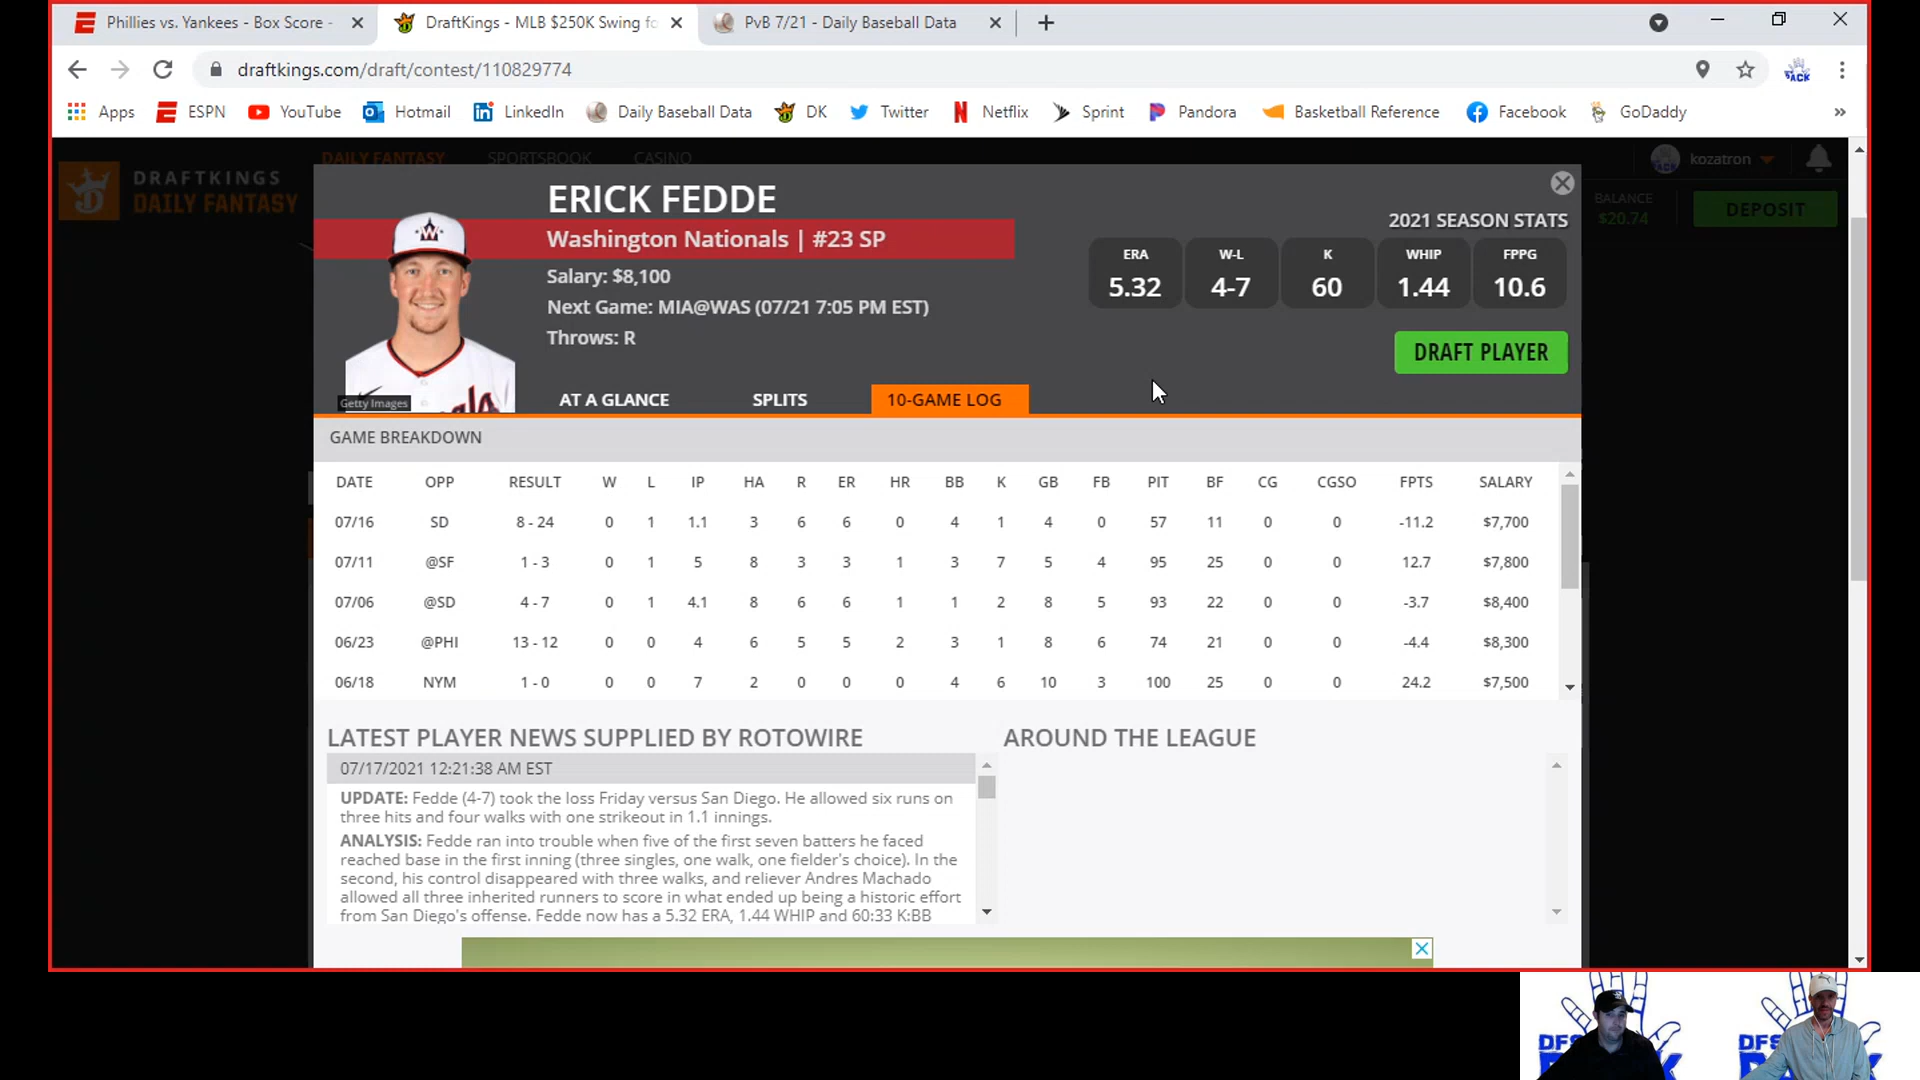 Phillies vs. Yankees - Box Score -
DraftKings - MLB $250K Swing fo
PvB 7/21 - Daily Baseball Data
draftkings.com/draft/contest/110829774
Apps ESPN YouTube Hotmail LinkedIn Daily Baseball Data DK Twitter Netflix Sprint Pandora Basketball Reference Facebook GoDaddy »
DAILY FANTASY SPORTSBOOK CASINO
DRAFTKINGS
DAILY FANTASY
kozatron
BALANCE
$20.74
DEPOSIT
ERICK FEDDE
Washington Nationals | #23 SP
Salary: $8,100
Next Game: MIA@WAS (07/21 7:05 PM EST)
Throws: R
Getty Images
2021 SEASON STATS
ERA W-L K WHIP FPPG
5.32 4-7 60 1.44 10.6
DRAFT PLAYER
AT A GLANCE SPLITS 10-GAME LOG
GAME BREAKDOWN
DATE OPP RESULT W L IP HA R ER HR BB K GB FB PIT BF CG CGSO FPTS SALARY
07/16 SD 8 - 24 0 1 1.1 3 6 6 0 4 1 4 0 57 11 0 0 -11.2 $7,700
07/11 @SF 1 - 3 0 1 5 8 3 3 1 3 7 5 4 95 25 0 0 12.7 $7,800
07/06 @SD 4 - 7 0 1 4.1 8 6 6 1 1 2 8 5 93 22 0 0 -3.7 $8,400
06/23 @PHI 13 - 12 0 0 4 6 5 5 2 3 1 8 6 74 21 0 0 -4.4 $8,300
06/18 NYM 1 - 0 0 0 7 2 0 0 0 4 6 10 3 100 25 0 0 24.2 $7,500
LATEST PLAYER NEWS SUPPLIED BY ROTOWIRE
07/17/2021 12:21:38 AM EST
UPDATE: Fedde (4-7) took the loss Friday versus San Diego. He allowed six runs on
three hits and four walks with one strikeout in 1.1 innings.
ANALYSIS: Fedde ran into trouble when five of the first seven batters he faced
reached base in the first inning (three singles, one walk, one fielder's choice). In the
second, his control disappeared with three walks, and reliever Andres Machado
allowed all three inherited runners to score in what ended up being a historic effort
from San Diego's offense. Fedde now has a 5.32 ERA, 1.44 WHIP and 60:33 K:BB
AROUND THE LEAGUE